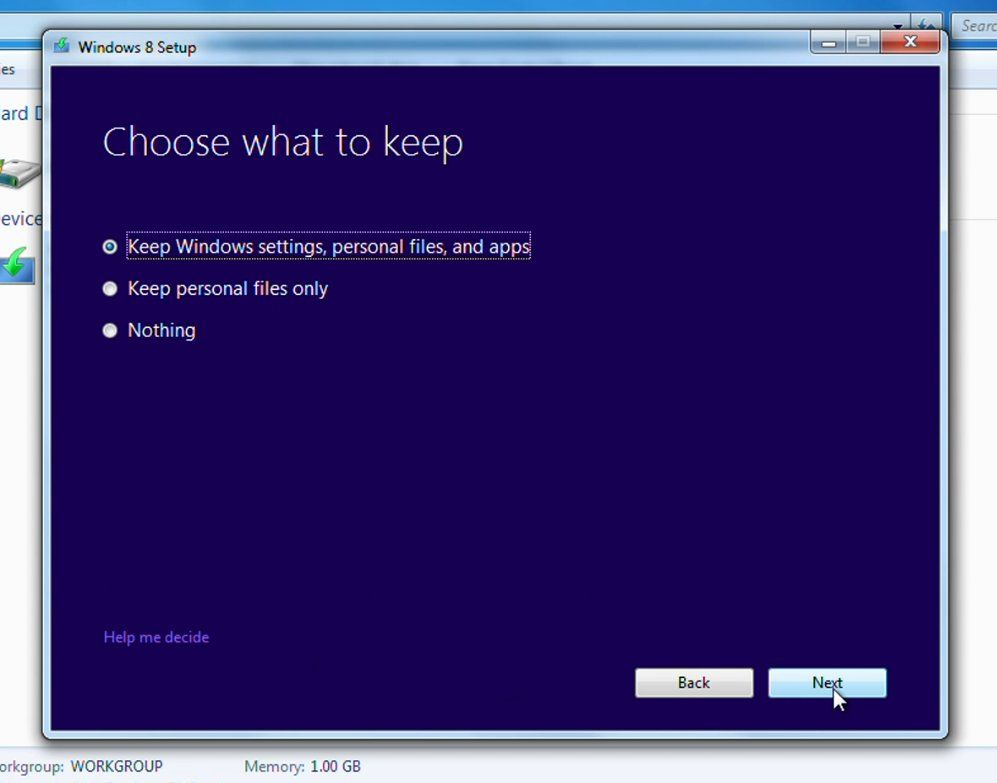 Windows 8 Setup
Choose what to keep
Keep Windows settings, personal files, and apps
Keep personal files only
Nothing
Help me decide
Back
Next
orkgroup: WORKGROUP
Memory: 1.00 GB
Searc
es
ard D
evice